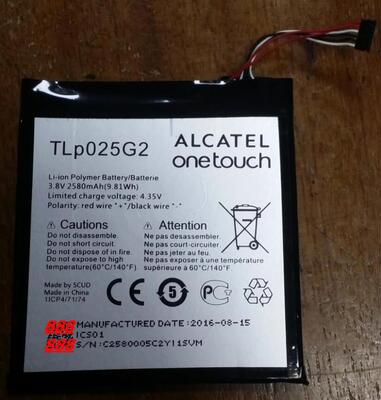 TLp025G2
ALCATEL
onetouch
Li-ion Polymer Battery/Batterie
3.8V 2580mAh(9.81Wh)
Limited charge voltage: 4.35V
Polarity: red wire "+"/black wire "-"
Cautions
Do not disassemble.
Do not short circuit.
Do not dispose of in fire.
Do not expose to high
temperature(60°C/140°F)
Attention
Ne pas désassembler.
Ne pas court-circuiter.
Ne pas jeter au feu.
Ne pas exposer à température
supérieure à 60°C/140°F
Made by SCUD
Made in China
1ICP4/71/74
5
MANUFACTURED DATE:2016-08-15
ICS01
S/N:C2580005C2Y11SVM